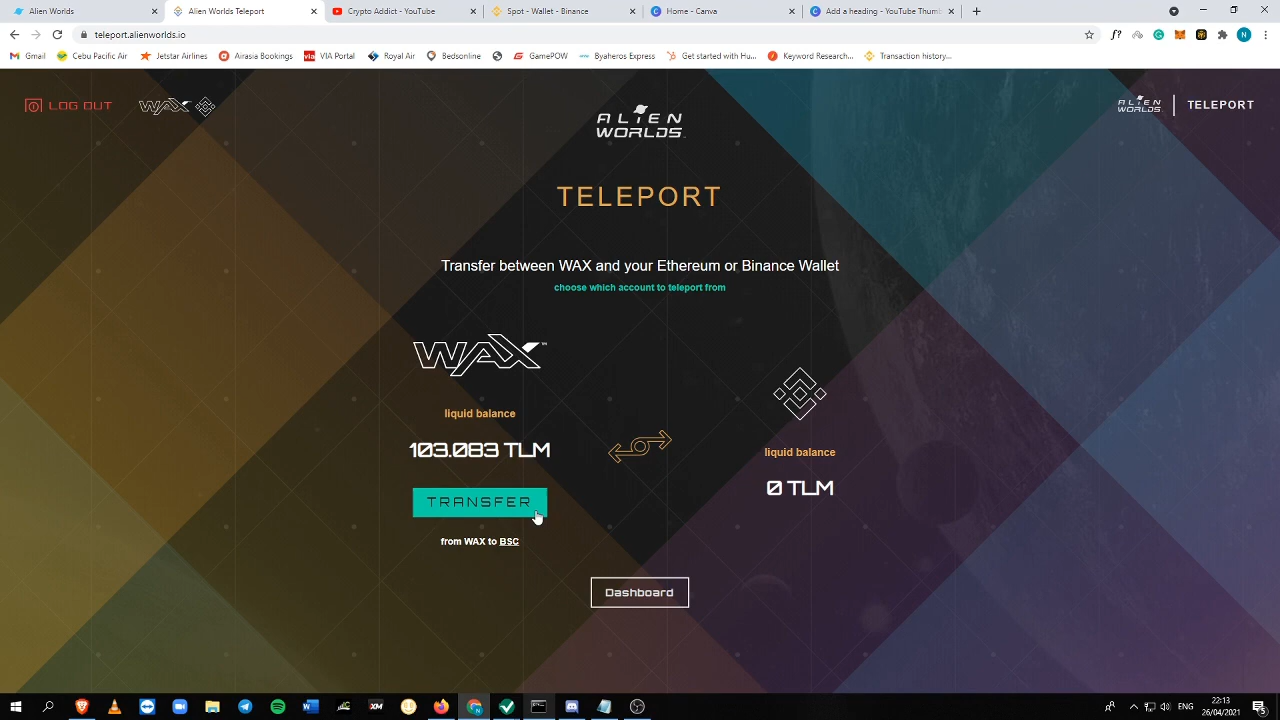 Alien Worlds
Alien Worlds Teleport
Crypto Addict - YouTube
Spot - Wallet - Binance
Home - Canva
Add a heading - YouTube Thumb
teleport.alienworlds.io
Gmail
Cebu Pacific Air
Jetstar Airlines
Airasia Bookings
VIA Portal
Royal Air
Bedsonline
GamePOW
Byaheros Express
Get started with Hu...
Keyword Research...
Transaction history...
LOG OUT
WAX
ALIEN
WORLDS
ALIEN
WORLDS
TELEPORT
TELEPORT
Transfer between WAX and your Ethereum or Binance Wallet
choose which account to teleport from
WAX™
liquid balance
103.083 TLM
TRANSFER
from WAX to BSC
liquid balance
0 TLM
Dashboard
XM
ENG
22:13
26/04/2021